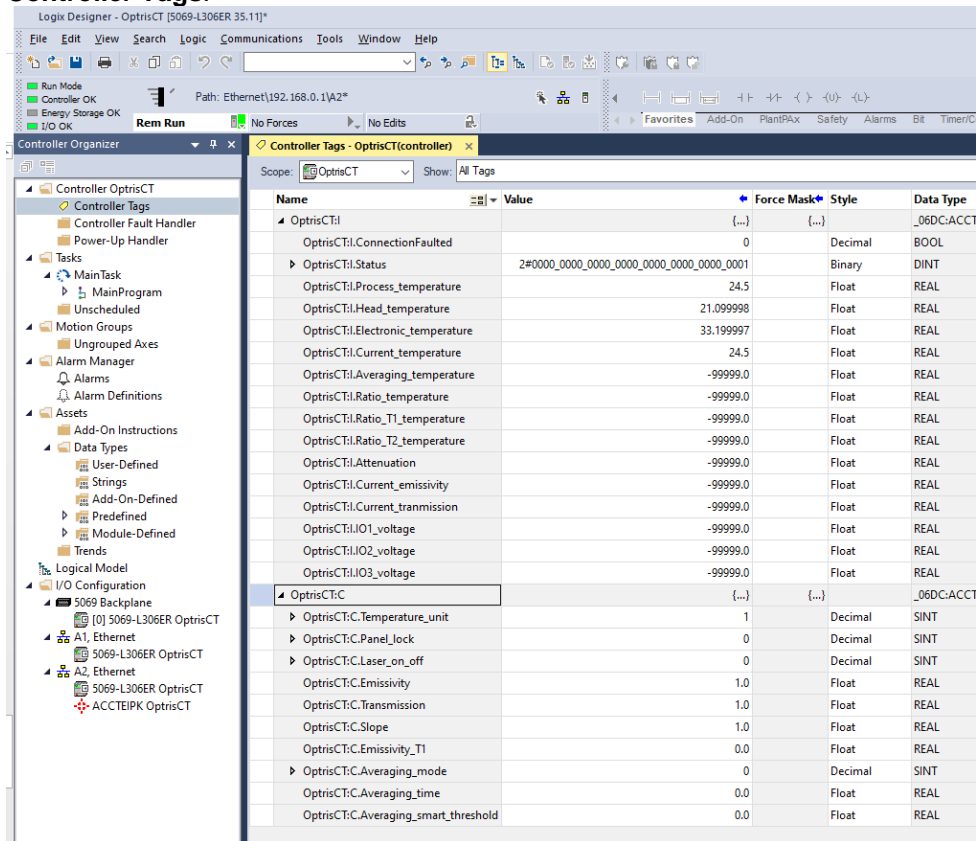 Controller Tags.
Logix Designer - OptrisCT [5069-L306ER 35.11]*
File Edit View Search Logic Communications Tools Window Help
Run Mode
Controller OK
Energy Storage OK
I/O OK
Rem Run
Path: Ethernet\192.168.0.1\A2*
No Forces
No Edits
Favorites Add-On PlantPAx Safety Alarms Bit Timer/C
Controller Organizer
Controller OptrisCT
Controller Tags
Controller Fault Handler
Power-Up Handler
Tasks
MainTask
MainProgram
Unscheduled
Motion Groups
Ungrouped Axes
Alarm Manager
Alarms
Alarm Definitions
Assets
Add-On Instructions
Data Types
User-Defined
Strings
Add-On-Defined
Predefined
Module-Defined
Trends
Logical Model
I/O Configuration
5069 Backplane
[0] 5069-L306ER OptrisCT
A1, Ethernet
5069-L306ER OptrisCT
A2, Ethernet
5069-L306ER OptrisCT
ACCTEIPK OptrisCT
Controller Tags - OptrisCT(controller)
Scope: OptrisCT Show: All Tags
Name Value Force Mask Style Data Type
OptrisCT:I {...} {...} _06DC:ACCT
OptrisCT:I.ConnectionFaulted 0 Decimal BOOL
OptrisCT:I.Status 2#0000_0000_0000_0000_0000_0000_0000_0001 Binary DINT
OptrisCT:I.Process_temperature 24.5 Float REAL
OptrisCT:I.Head_temperature 21.099998 Float REAL
OptrisCT:I.Electronic_temperature 33.199997 Float REAL
OptrisCT:I.Current_temperature 24.5 Float REAL
OptrisCT:I.Averaging_temperature -99999.0 Float REAL
OptrisCT:I.Ratio_temperature -99999.0 Float REAL
OptrisCT:I.Ratio_T1_temperature -99999.0 Float REAL
OptrisCT:I.Ratio_T2_temperature -99999.0 Float REAL
OptrisCT:I.Attenuation -99999.0 Float REAL
OptrisCT:I.Current_emissivity -99999.0 Float REAL
OptrisCT:I.Current_tranmission -99999.0 Float REAL
OptrisCT:I.IO1_voltage -99999.0 Float REAL
OptrisCT:I.IO2_voltage -99999.0 Float REAL
OptrisCT:I.IO3_voltage -99999.0 Float REAL
OptrisCT:C {...} {...} _06DC:ACCT
OptrisCT:C.Temperature_unit 1 Decimal SINT
OptrisCT:C.Panel_lock 0 Decimal SINT
OptrisCT:C.Laser_on_off 0 Decimal SINT
OptrisCT:C.Emissivity 1.0 Float REAL
OptrisCT:C.Transmission 1.0 Float REAL
OptrisCT:C.Slope 1.0 Float REAL
OptrisCT:C.Emissivity_T1 0.0 Float REAL
OptrisCT:C.Averaging_mode 0 Decimal SINT
OptrisCT:C.Averaging_time 0.0 Float REAL
OptrisCT:C.Averaging_smart_threshold 0.0 Float REAL